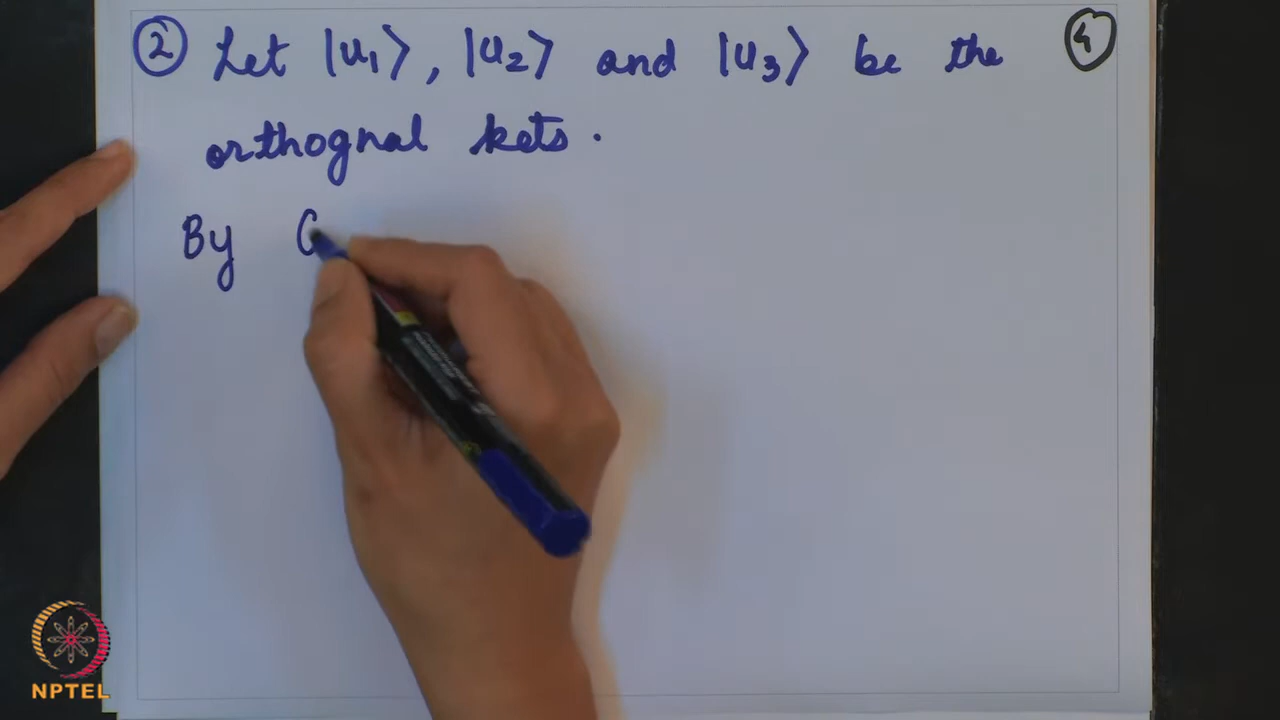 ② Let |u₁⟩, |u₂⟩ and |u₃⟩ be the ④
orthognal kets.
By G
NPTEL